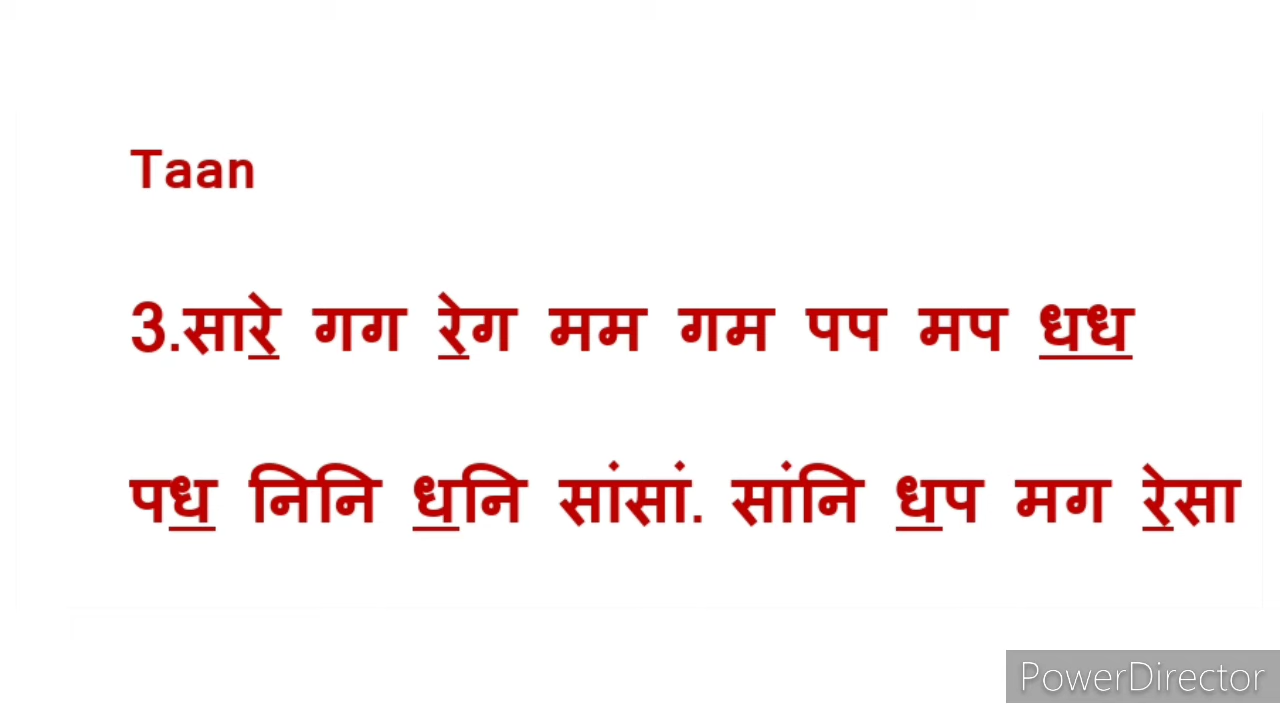 Taan
3.सारे गग रेग मम गम पप मप धध
पध निनि धनि सांसां. सांनि धप मग रेसा
PowerDirector